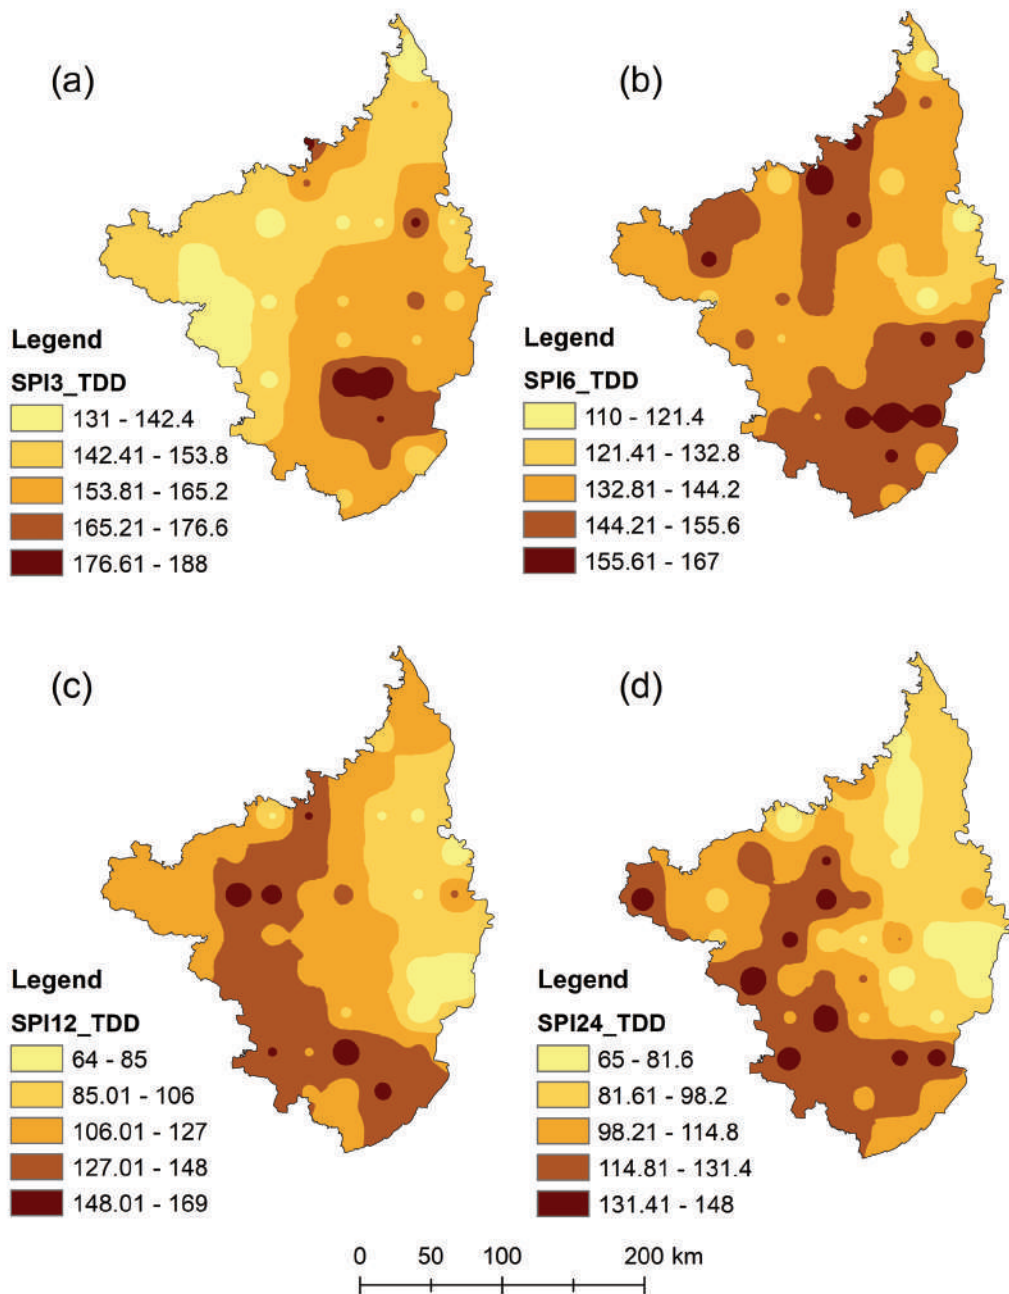 (a)
Legend
SPI3_TDD
131 - 142.4
142.41 - 153.8
153.81 - 165.2
165.21 - 176.6
176.61 - 188
(b)
Legend
SPI6_TDD
110 - 121.4
121.41 - 132.8
132.81 - 144.2
144.21 - 155.6
155.61 - 167
(c)
Legend
SPI12_TDD
64 - 85
85.01 - 106
106.01 - 127
127.01 - 148
148.01 - 169
(d)
Legend
SPI24_TDD
65 - 81.6
81.61 - 98.2
98.21 - 114.8
114.81 - 131.4
131.41 - 148
0 50 100 200 km